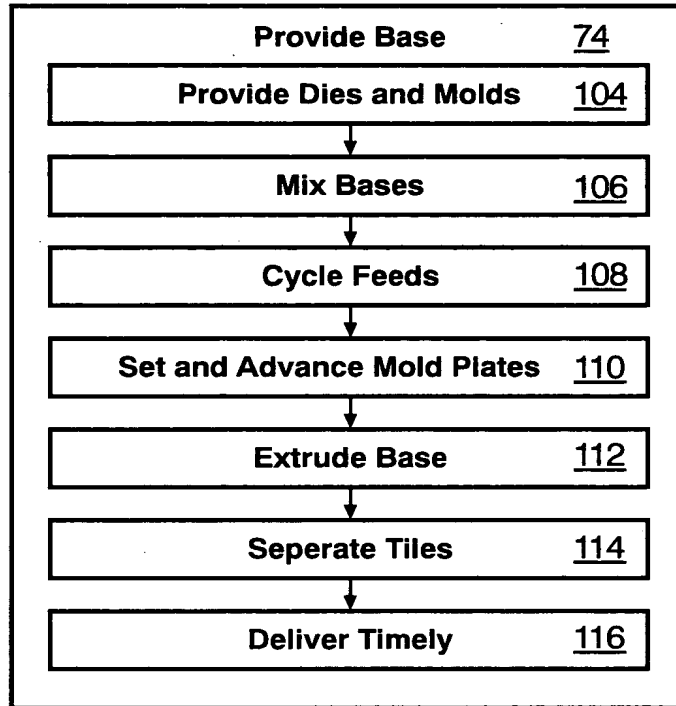 Provide Base 74
Provide Dies and Molds 104
Mix Bases 106
Cycle Feeds 108
Set and Advance Mold Plates 110
Extrude Base 112
Seperate Tiles 114
Deliver Timely 116